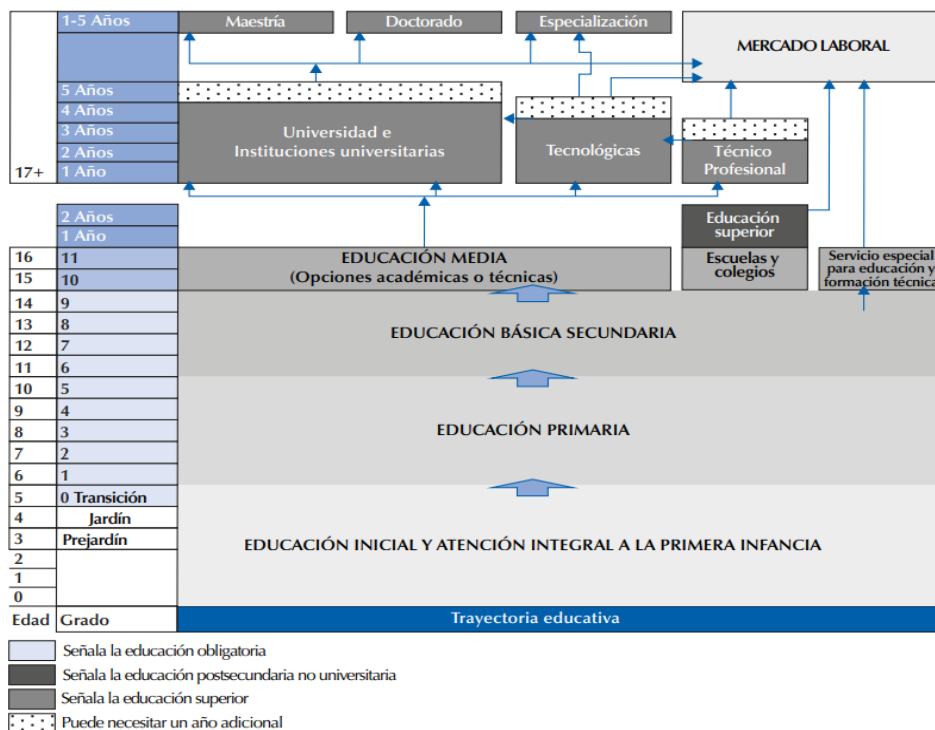 1-5 Años
Maestría
Doctorado
Especialización
MERCADO LABORAL
5 Años
4 Años
3 Años
2 Años
1 Año
17+
Universidad e
Instituciones universitarias
Tecnológicas
Técnico
Profesional
2 Años
1 Año
Educación
superior
16 11
15 10
EDUCACIÓN MEDIA
(Opciones académicas o técnicas)
Escuelas y
colegios
Servicio especial
para educación y
formación técnica
14 9
13 8
12 7
11 6
EDUCACIÓN BÁSICA SECUNDARIA
10 5
9 4
8 3
7 2
6 1
EDUCACIÓN PRIMARIA
5 0 Transición
4 Jardín
3 Prejardín
2
1
0
EDUCACIÓN INICIAL Y ATENCIÓN INTEGRAL A LA PRIMERA INFANCIA
Edad Grado Trayectoria educativa
Señala la educación obligatoria
Señala la educación postsecundaria no universitaria
Señala la educación superior
Puede necesitar un año adicional